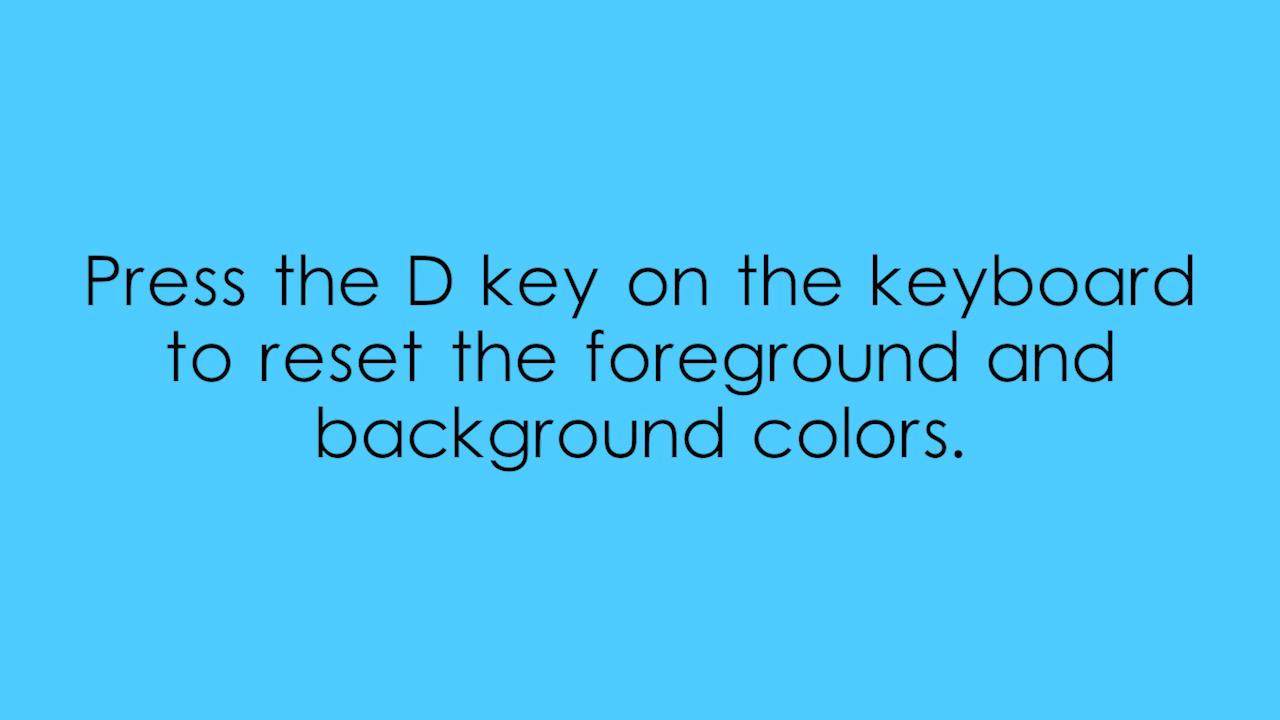 Press the D key on the keyboard
to reset the foreground and
background colors.